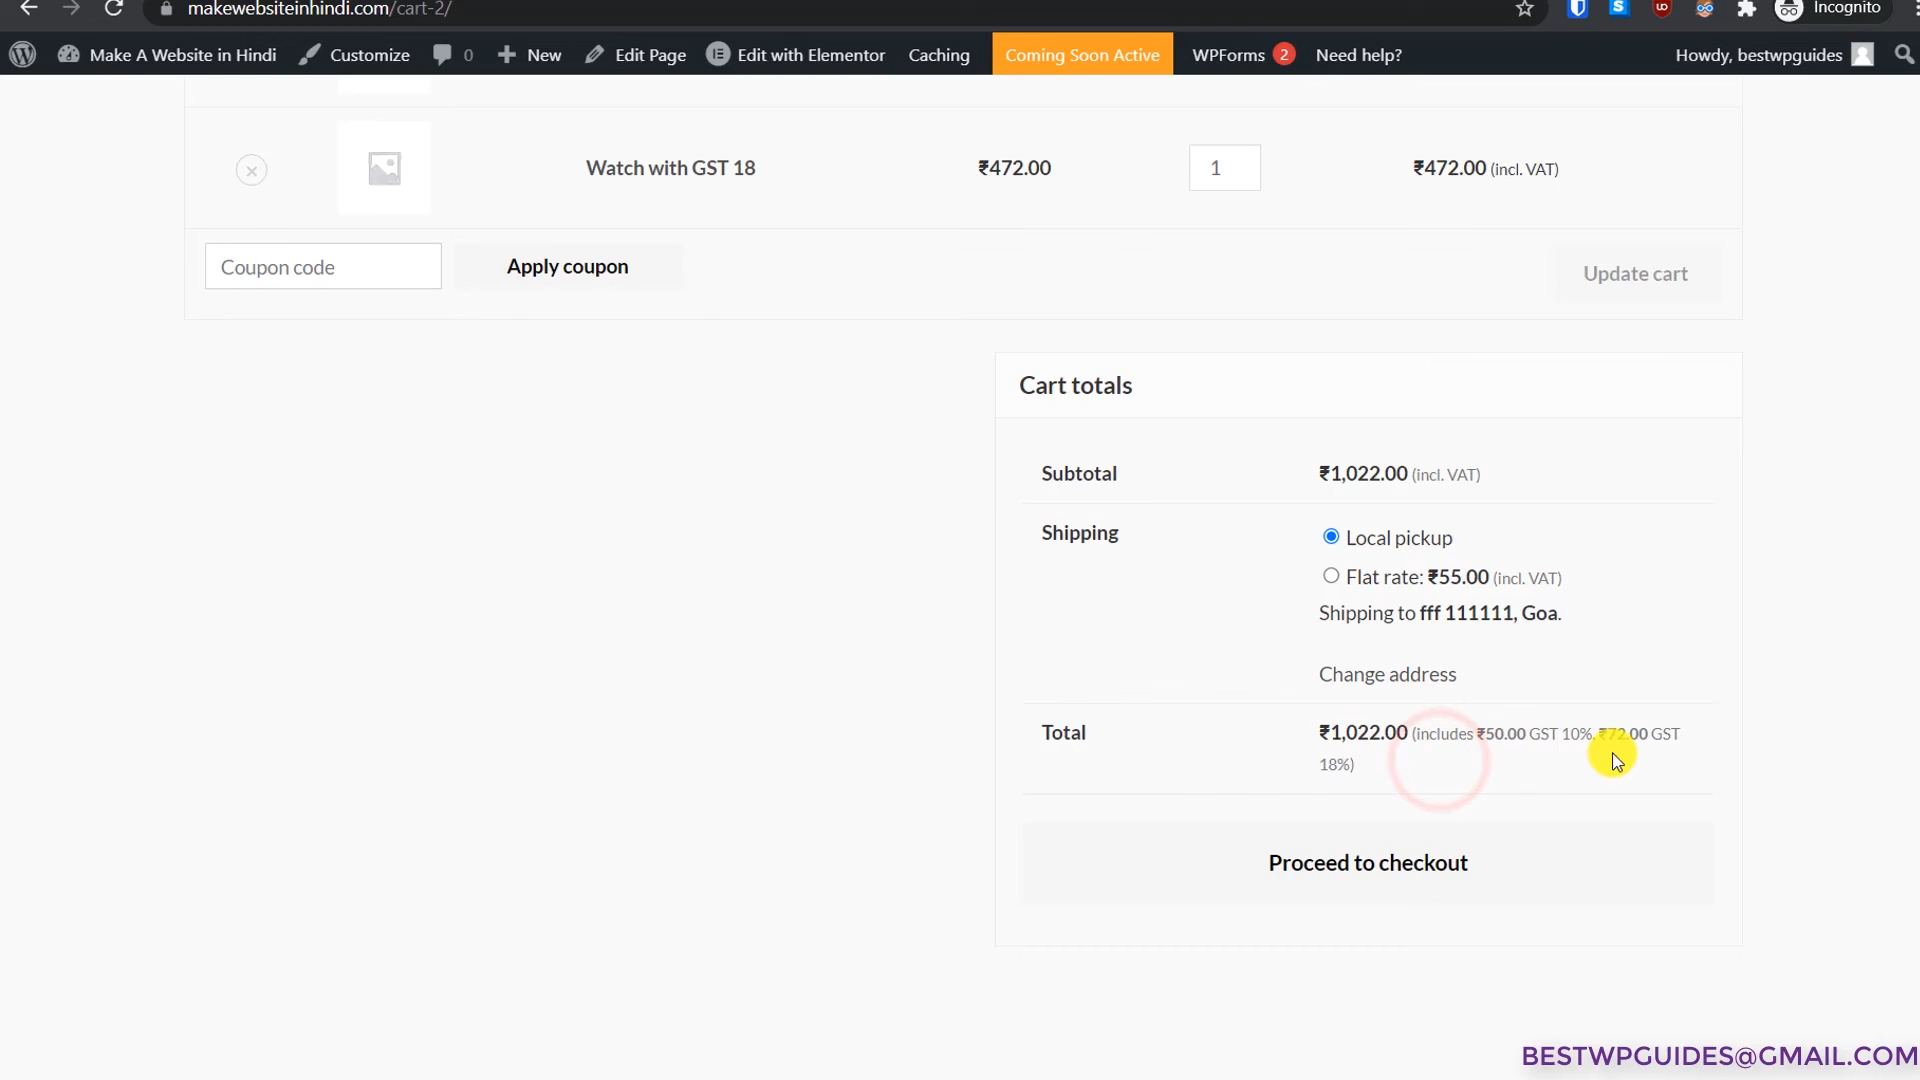 makewebsiteinhindi.com/cart-2/
Incognito
Make A Website in Hindi Customize 0 New Edit Page Edit with Elementor Caching Coming Soon Active WPForms 2 Need help? Howdy, bestwpguides
Watch with GST 18 ₹472.00 1 ₹472.00 (incl. VAT)
Coupon code Apply coupon Update cart
Cart totals
Subtotal ₹1,022.00 (incl. VAT)
Shipping Local pickup
Flat rate: ₹55.00 (incl. VAT)
Shipping to fff 111111, Goa.
Change address
Total ₹1,022.00 (includes ₹50.00 GST 10%, ₹72.00 GST
18%)
Proceed to checkout
BESTWPGUIDES@GMAIL.COM